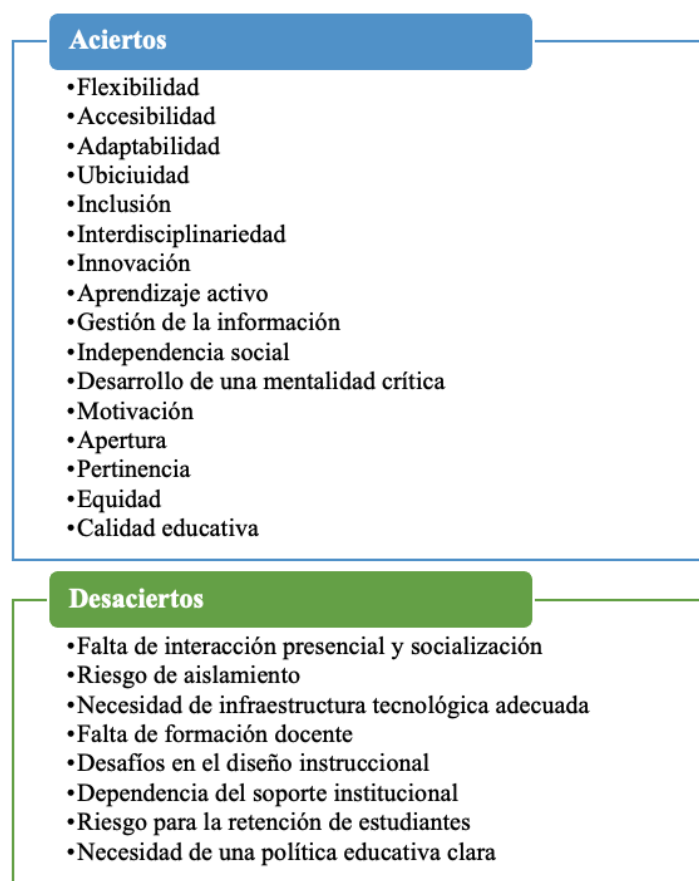 Aciertos
•Flexibilidad
•Accesibilidad
•Adaptabilidad
•Ubiciuidad
•Inclusión
•Interdisciplinariedad
•Innovación
•Aprendizaje activo
•Gestión de la información
•Independencia social
•Desarrollo de una mentalidad crítica
•Motivación
•Apertura
•Pertinencia
•Equidad
•Calidad educativa
Desaciertos
•Falta de interacción presencial y socialización
•Riesgo de aislamiento
•Necesidad de infraestructura tecnológica adecuada
•Falta de formación docente
•Desafíos en el diseño instruccional
•Dependencia del soporte institucional
•Riesgo para la retención de estudiantes
•Necesidad de una política educativa clara